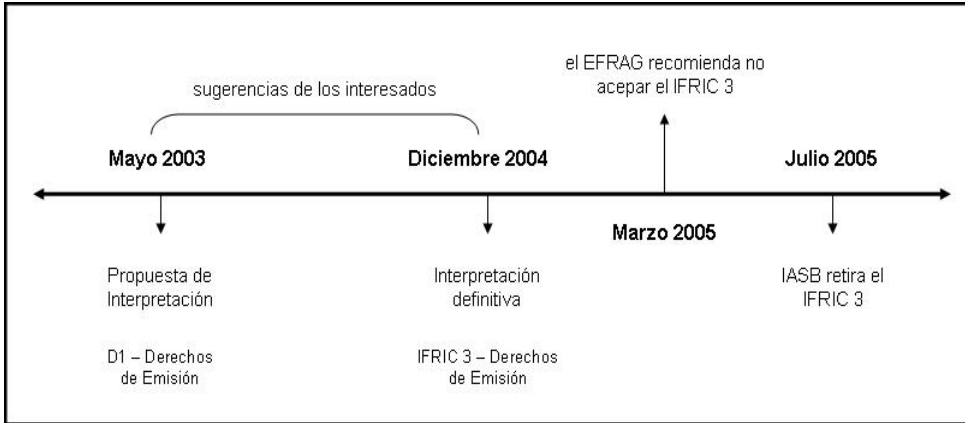 el EFRAG recomienda no
acepar el IFRIC 3
sugerencias de los interesados
Mayo 2003
Diciembre 2004
Julio 2005
Marzo 2005
Propuesta de
Interpretación
Interpretación
definitiva
IASB retira el
IFRIC 3
D1 – Derechos
de Emisión
IFRIC 3 – Derechos
de Emisión